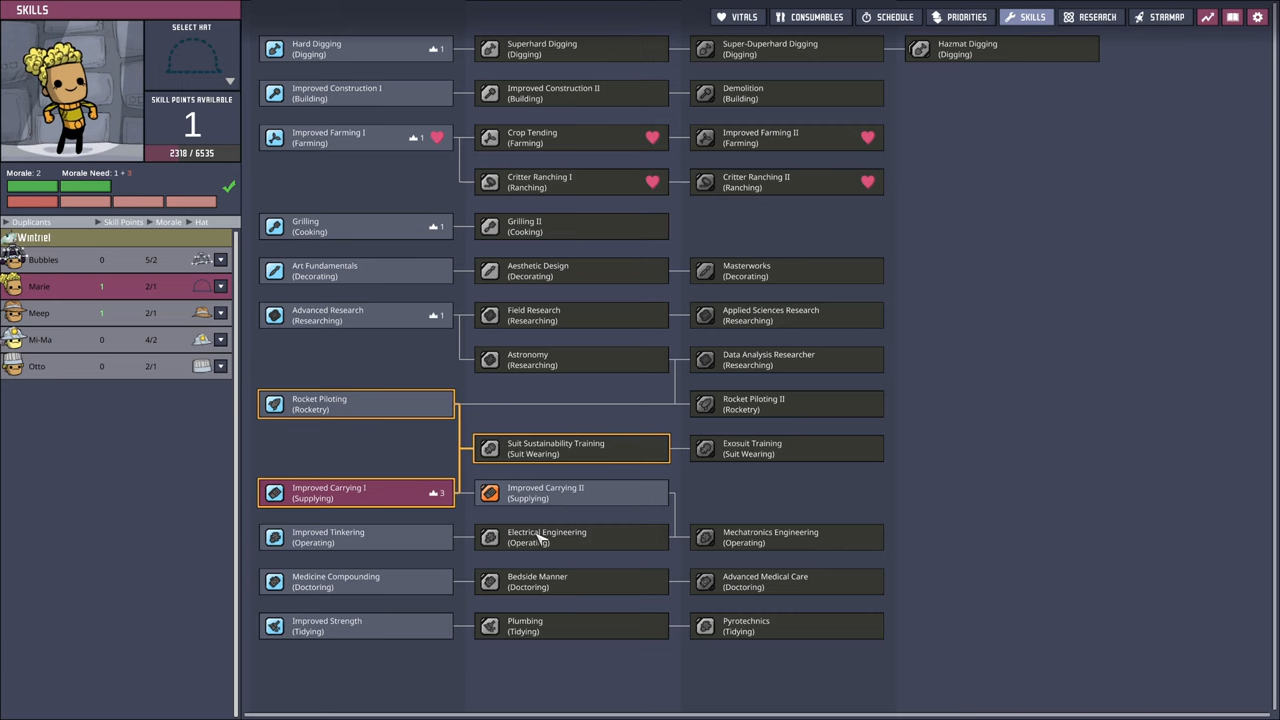 SKILLS
VITALS
CONSUMABLES
SCHEDULE
PRIORITIES
SKILLS
RESEARCH
STARMAP
SELECT HAT
SKILL POINTS AVAILABLE
1
2318 / 6535
Morale: 2 Morale Need: 1 + 3
Duplicants Skill Points Morale Hat
Wintriel
Bubbles 0 5/2
Marie 1 2/1
Meep 1 2/1
Mi-Ma 0 4/2
Otto 0 2/1
Hard Digging
(Digging)
1
Superhard Digging
(Digging)
Super-Duperhard Digging
(Digging)
Hazmat Digging
(Digging)
Improved Construction I
(Building)
Improved Construction II
(Building)
Demolition
(Building)
Improved Farming I
(Farming)
1
Crop Tending
(Farming)
Improved Farming II
(Farming)
Critter Ranching I
(Ranching)
Critter Ranching II
(Ranching)
Grilling
(Cooking)
1
Grilling II
(Cooking)
Art Fundamentals
(Decorating)
Aesthetic Design
(Decorating)
Masterworks
(Decorating)
Advanced Research
(Researching)
1
Field Research
(Researching)
Applied Sciences Research
(Researching)
Astronomy
(Researching)
Data Analysis Researcher
(Researching)
Rocket Piloting
(Rocketry)
Rocket Piloting II
(Rocketry)
Suit Sustainability Training
(Suit Wearing)
Exosuit Training
(Suit Wearing)
Improved Carrying I
(Supplying)
3
Improved Carrying II
(Supplying)
Improved Tinkering
(Operating)
Electrical Engineering
(Operating)
Mechatronics Engineering
(Operating)
Medicine Compounding
(Doctoring)
Bedside Manner
(Doctoring)
Advanced Medical Care
(Doctoring)
Improved Strength
(Tidying)
Plumbing
(Tidying)
Pyrotechnics
(Tidying)